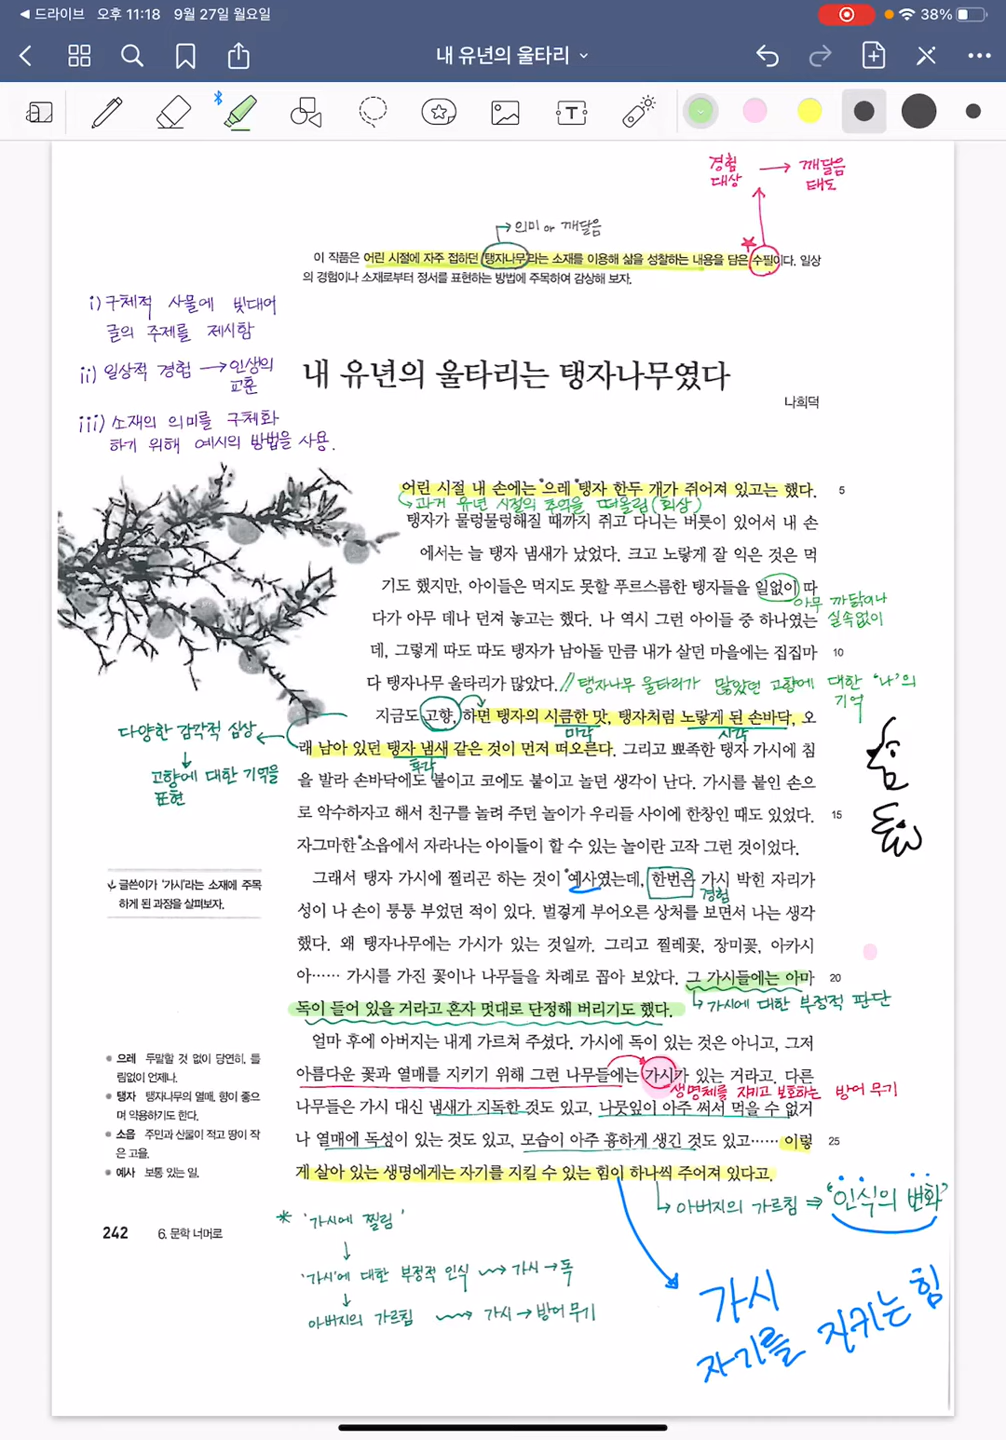 ◀ 드라이브 오후 11:18 9월 27일 월요일
38%
내 유년의 울타리
경험 → 깨달음
대상 태도
의미 or 깨달음
이 작품은 어린 시절에 자주 접하던 탱자나무라는 소재를 이용해 삶을 성찰하는 내용을 담은 수필이다. 일상
의 경험이나 소재로부터 정서를 표현하는 방법에 주목하여 감상해 보자.
i) 구체적 사물에 빗대어
글의 주제를 제시함
ii) 일상적 경험 → 인생의
교훈
iii) 소재의 의미를 구체화
하기 위해 예시의 방법을 사용.
내 유년의 울타리는 탱자나무였다
나희덕
어린 시절 내 손에는 으레 탱자 한두 개가 쥐어져 있고는 했다. 5
과거 유년 시절의 추억을 떠올림(회상)
탱자가 물렁물렁해질 때까지 쥐고 다니는 버릇이 있어서 내 손
에서는 늘 탱자 냄새가 났었다. 크고 노랗게 잘 익은 것은 먹
기도 했지만, 아이들은 먹지도 못할 푸르스름한 탱자들을 일없이 따
아무 까닭이나
실속없이
다가 아무 데나 던져 놓고는 했다. 나 역시 그런 아이들 중 하나였는
데, 그렇게 따도 따도 탱자가 남아돌 만큼 내가 살던 마을에는 집집마 10
다 탱자나무 울타리가 많았다.
// 탱자나무 울타리가 많았던 고향에 대한 '나'의
기억
지금도 고향 하면 탱자의 시큼한 맛, 탱자처럼 노랗게 된 손바닥, 오
미각 시각
래 남아 있던 탱자 냄새 같은 것이 먼저 떠오른다. 그리고 뾰족한 탱자 가시에 침
후각
다양한 감각적 심상
↓
고향에 대한 기억을
표현
을 발라 손바닥에도 붙이고 코에도 붙이고 놀던 생각이 난다. 가시를 붙인 손으
로 악수하자고 해서 친구를 놀려 주던 놀이가 우리들 사이에 한창인 때도 있었다. 15
자그마한 소읍에서 자라나는 아이들이 할 수 있는 놀이란 고작 그런 것이었다.
그래서 탱자 가시에 찔리곤 하는 것이 예사였는데, 한번은 가시 박힌 자리가
경험
글쓴이가 '가시'라는 소재에 주목
하게 된 과정을 살펴보자.
성이 나 손이 퉁퉁 부었던 적이 있다. 벌겋게 부어오른 상처를 보면서 나는 생각
했다. 왜 탱자나무에는 가시가 있는 것일까. 그리고 찔레꽃, 장미꽃, 아카시
아…… 가시를 가진 꽃이나 나무들을 차례로 꼽아 보았다. 그 가시들에는 아마 20
독이 들어 있을 거라고 혼자 멋대로 단정해 버리기도 했다.
가시에 대한 부정적 판단
얼마 후에 아버지는 내게 가르쳐 주셨다. 가시에 독이 있는 것은 아니고, 그저
아름다운 꽃과 열매를 지키기 위해 그런 나무들에는 가시가 있는 거라고. 다른
생명체를 지키고 보호하는 방어 무기
나무들은 가시 대신 냄새가 지독한 것도 있고, 나뭇잎이 아주 써서 먹을 수 없거
나 열매에 독성이 있는 것도 있고, 모습이 아주 흉하게 생긴 것도 있고…… 이렇 25
게 살아 있는 생명에게는 자기를 지킬 수 있는 힘이 하나씩 주어져 있다고.
아버지의 가르침 ⇒ "인식의 변화"
으레 두말할 것 없이 당연히. 틀
림없이 언제나.
탱자 탱자나무의 열매. 향이 좋으
며 약용하기도 한다.
소읍 주민과 산물이 적고 땅이 작
은 고을.
예사 보통 있는 일.
242 6. 문학 너머로
* '가시에 찔림'
↓
'가시'에 대한 부정적 인식 → 가시 → 독
↓
아버지의 가르침 → 가시 → 방어 무기
가시
자기를 지키는 힘